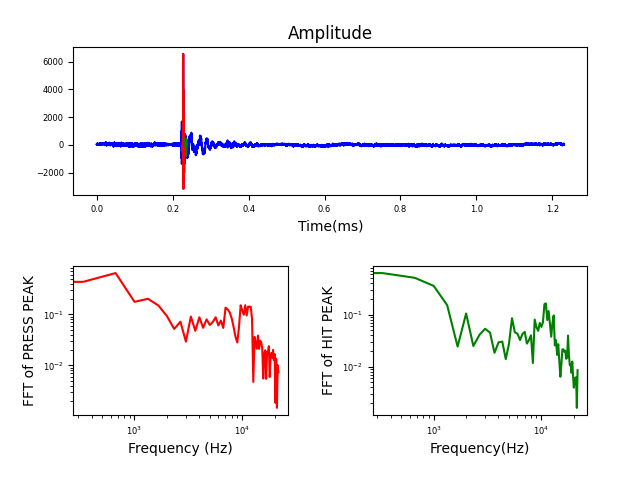 Amplitude
6000
4000
2000
0
−2000
0.0 0.2 0.4 0.6 0.8 1.0 1.2
Time(ms)
FFT of PRESS PEAK
10⁻¹
10⁻²
10³ 10⁴
Frequency (Hz)
FFT of HIT PEAK
10⁻¹
10⁻²
10³ 10⁴
Frequency(Hz)